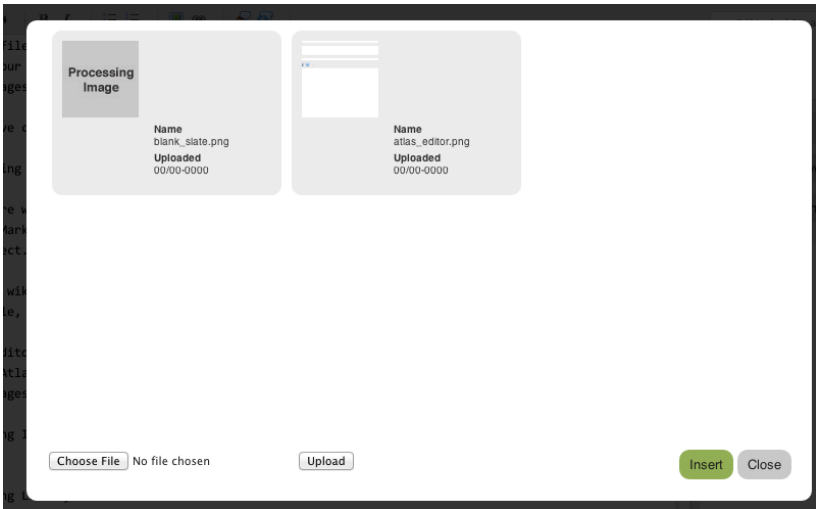 Processing
Image
Name
blank_slate.png
Uploaded
00/00-0000
Name
atlas_editor.png
Uploaded
00/00-0000
Choose File No file chosen
Upload
Insert
Close